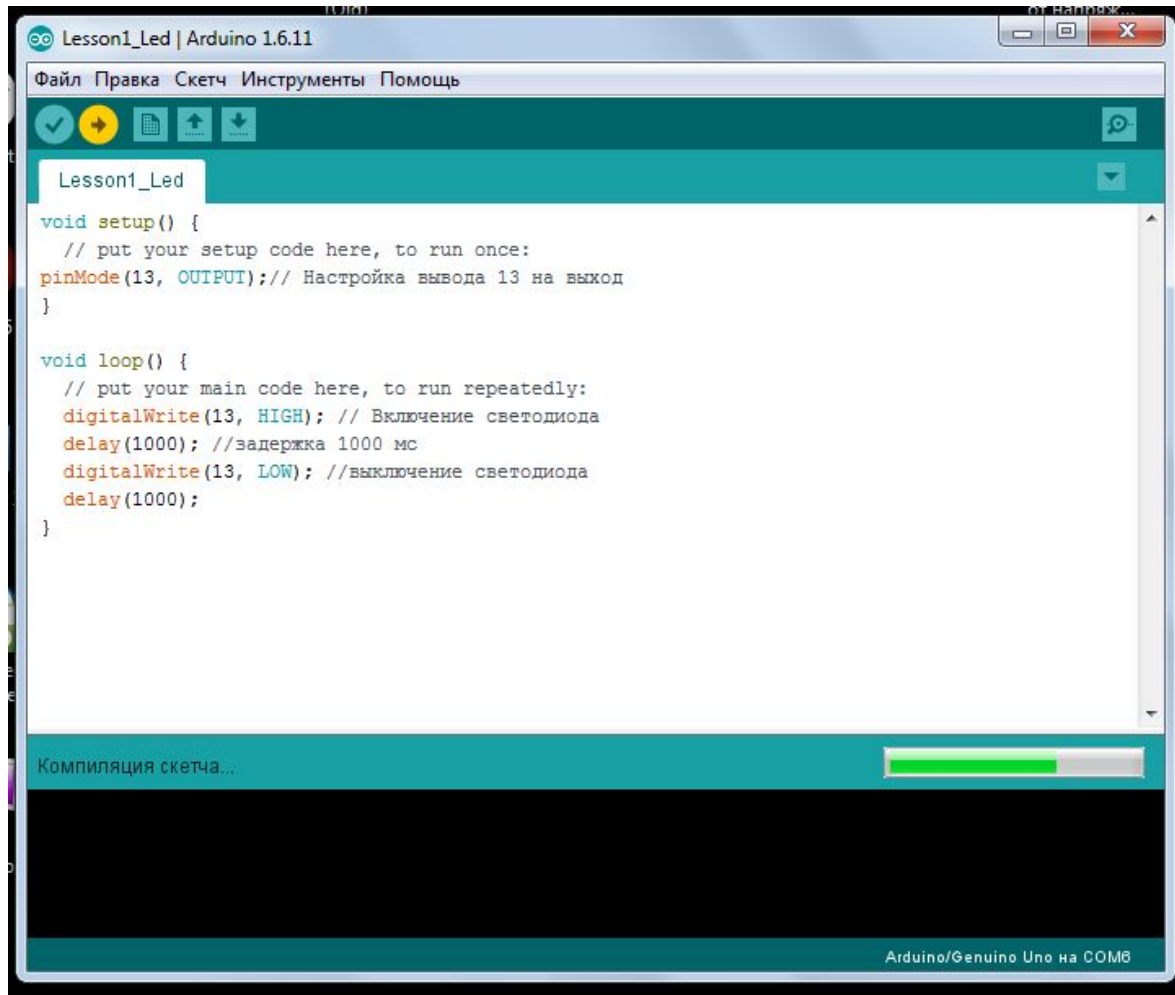 (Old)
от напряж...
Lesson1_Led | Arduino 1.6.11
Файл Правка Скетч Инструменты Помощь
Lesson1_Led
void setup() {
  // put your setup code here, to run once:
pinMode(13, OUTPUT);// Настройка вывода 13 на выход
}
void loop() {
  // put your main code here, to run repeatedly:
  digitalWrite(13, HIGH); // Включение светодиода
  delay(1000); //задержка 1000 мс
  digitalWrite(13, LOW); //выключение светодиода
  delay(1000);
}
Компиляция скетча...
Arduino/Genuino Uno на COM6